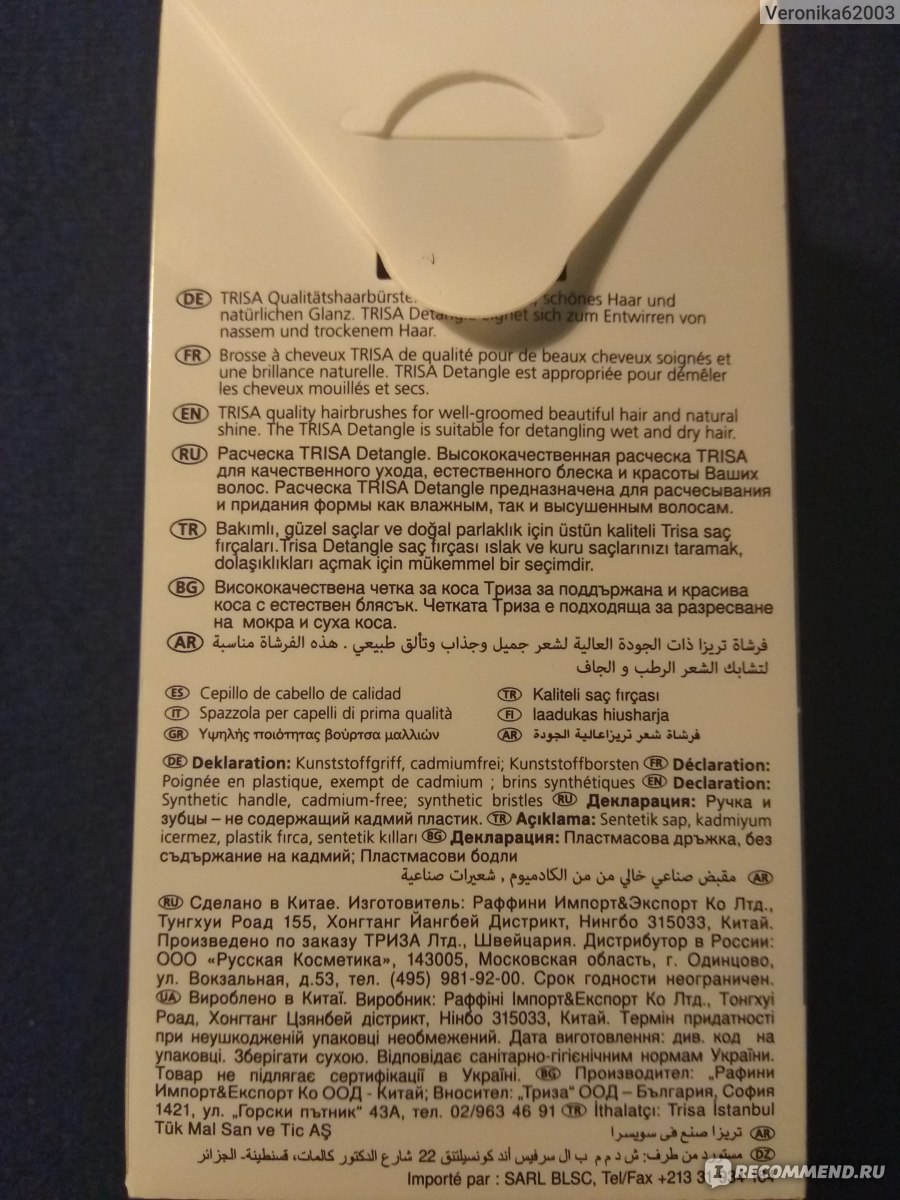 Veronika62003
DE TRISA Qualitätshaarbürste schönes Haar und
natürlichen Glanz. TRISA Detangle eignet sich zum Entwirren von
nassem und trockenem Haar.
FR Brosse à cheveux TRISA de qualité pour de beaux cheveux soignés et
une brillance naturelle. TRISA Detangle est appropriée pour démêler
les cheveux mouillés et secs.
EN TRISA quality hairbrushes for well-groomed beautiful hair and natural
shine. The TRISA Detangle is suitable for detangling wet and dry hair.
RU Расческа TRISA Detangle. Высококачественная расческа TRISA
для качественного ухода, естественного блеска и красоты Ваших
волос. Расческа TRISA Detangle предназначена для расчесывания
и придания формы как влажным, так и высушенным волосам.
TR Bakımlı, güzel saçlar ve doğal parlaklık için üstün kaliteli Trisa saç
fırçaları.Trisa Detangle saç fırçası ıslak ve kuru saçlarınızı taramak,
dolaşıklıkları açmak için mükemmel bir seçimdir.
BG Висококачествена четка за коса Триза за поддържана и красива
коса с естествен блясък. Четката Триза е подходяща за разресване
на мокра и суха коса.
AR فرشاة تريزا ذات الجودة العالية لشعر جميل وجذاب وتألق طبيعي . هذه الفرشاة مناسبة
لتشابك الشعر الرطب و الجاف
ES Cepillo de cabello de calidad TR Kaliteli saç fırçası
IT Spazzola per capelli di prima qualità FI laadukas hiusharja
GR Υψηλής ποιότητας βούρτσα μαλλιών AR فرشاة شعر تريزاعالية الجودة
DE Deklaration: Kunststoffgriff, cadmiumfrei; Kunststoffborsten FR Déclaration:
Poignée en plastique, exempt de cadmium ; brins synthétiques EN Declaration:
Synthetic handle, cadmium-free; synthetic bristles RU Декларация: Ручка и
зубцы – не содержащий кадмий пластик. TR Açıklama: Sentetik sap, kadmiyum
icermez, plastik fırca, sentetik kılları BG Декларация: Пластмасова дръжка, без
съдържание на кадмий; Пластмасови бодли
AR مقبض صناعي خالي من من الكادميوم , شعيرات صناعية
RU Сделано в Китае. Изготовитель: Раффини Импорт&Экспорт Ко Лтд.,
Тунгхуи Роад 155, Хонгтанг Йангбей Дистрикт, Нингбо 315033, Китай.
Произведено по заказу ТРИЗА Лтд., Швейцария. Дистрибутор в России:
ООО «Русская Косметика», 143005, Московская область, г. Одинцово,
ул. Вокзальная, д.53, тел. (495) 981-92-00. Срок годности неограничен.
UA Вироблено в Китаї. Виробник: Раффіні Імпорт&Експорт Ко Лтд., Тонгхуі
Роад, Хонгтанг Цзянбей дістрикт, Нінбо 315033, Китай. Термін придатності
при неушкодженій упаковці необмежений. Дата виготовлення: див. код на
упаковці. Зберігати сухою. Відповідає санітарно-гігієнічним нормам України.
Товар не підлягає сертифікації в Україні. BG Производител: „Рафини
Импорт&Експорт Ко ООД - Китай; Вносител: „Триза“ ООД – България, София
1421, ул. „Горски пътник“ 43А, тел. 02/963 46 91 TR İthalatçı: Trisa İstanbul
Tük Mal San ve Tic AŞ
AR تريزا صنع في سويسرا
DZ مستورد من طرف: ش د م م ب ال سرفيس أند كونسيلتنق 22 شارع الدكتور كالمات، قسنطينة- الجزائر
Importé par : SARL BLSC, Tel/Fax +213 31
IRECOMMEND.RU